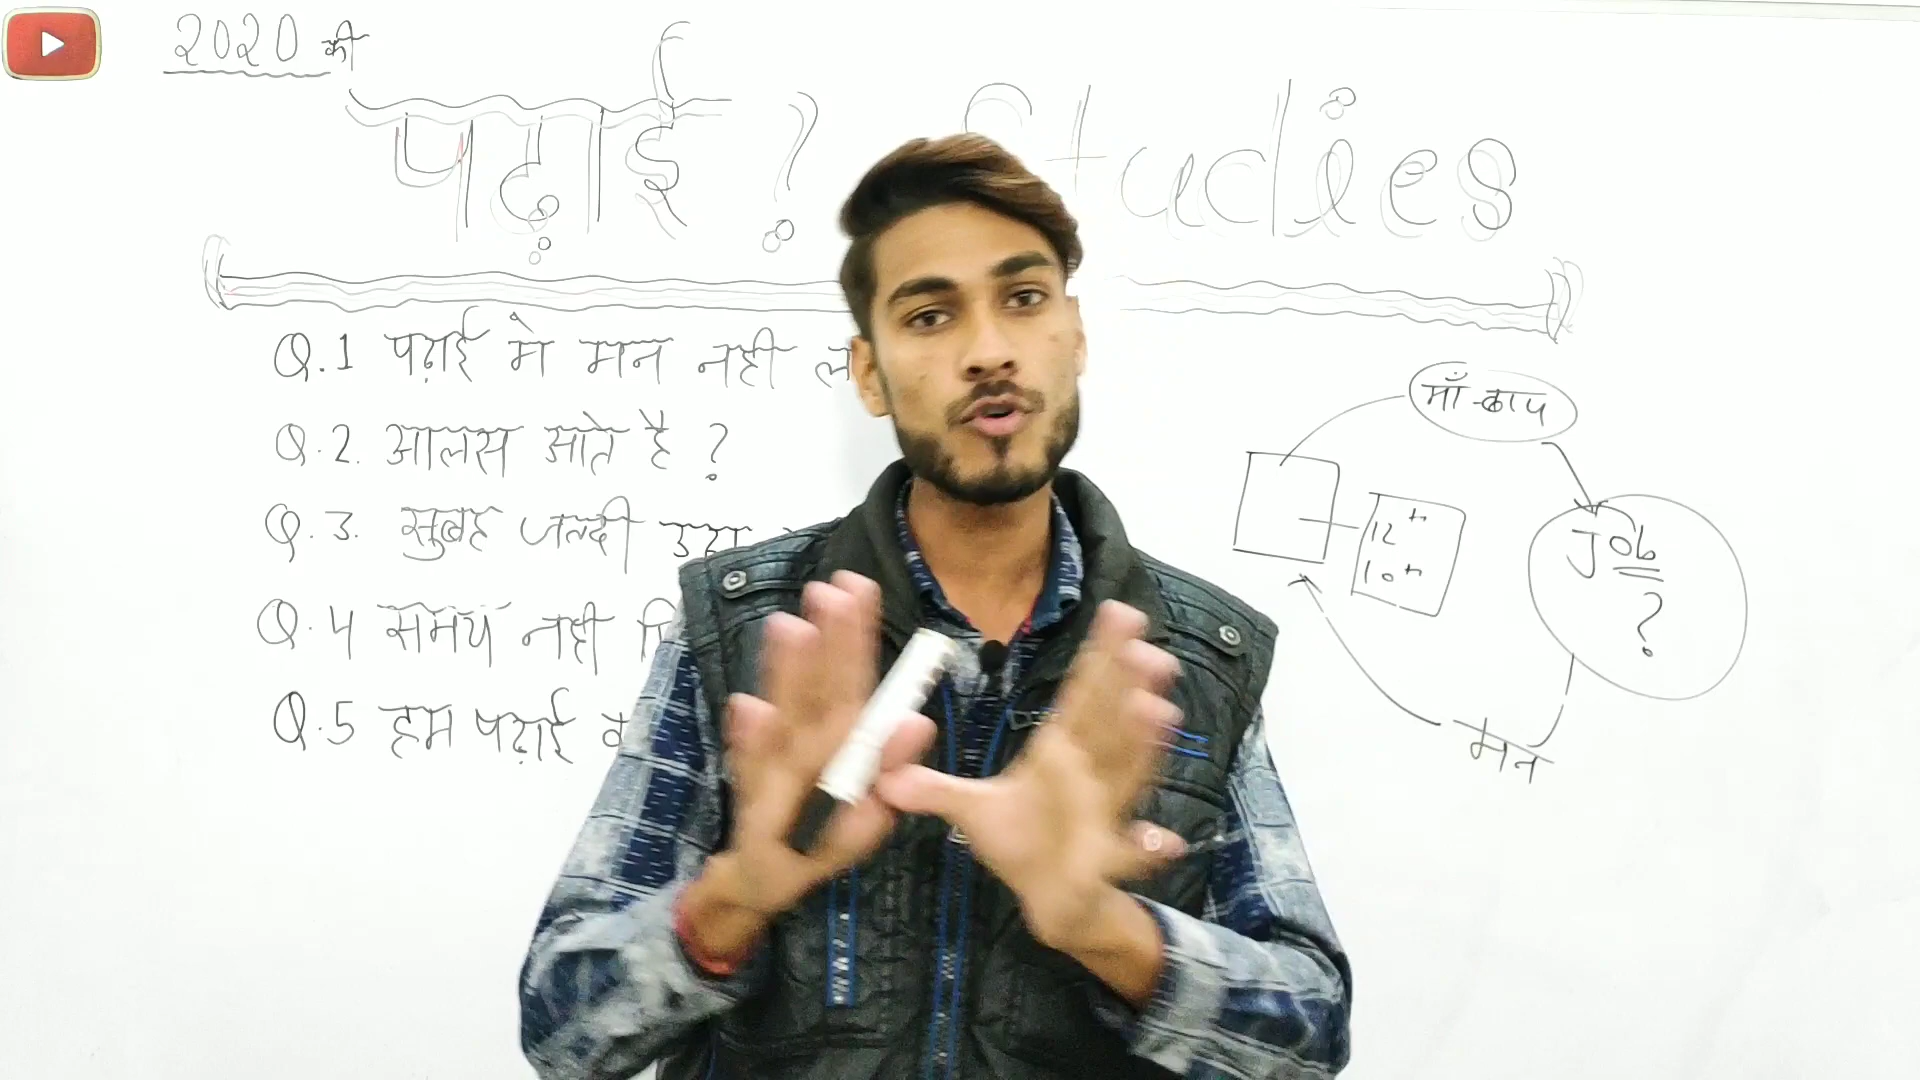 2020 की
पढ़ाई ? Studies
Q.1 पढ़ाई मे मन नही
Q.2. आलस आते है ?
Q.3. सुबह जल्दी उठा
Q.4 समय नही
Q.5 हम पढ़ाई
माँ-बाप
12th
10th
Job
?
मन